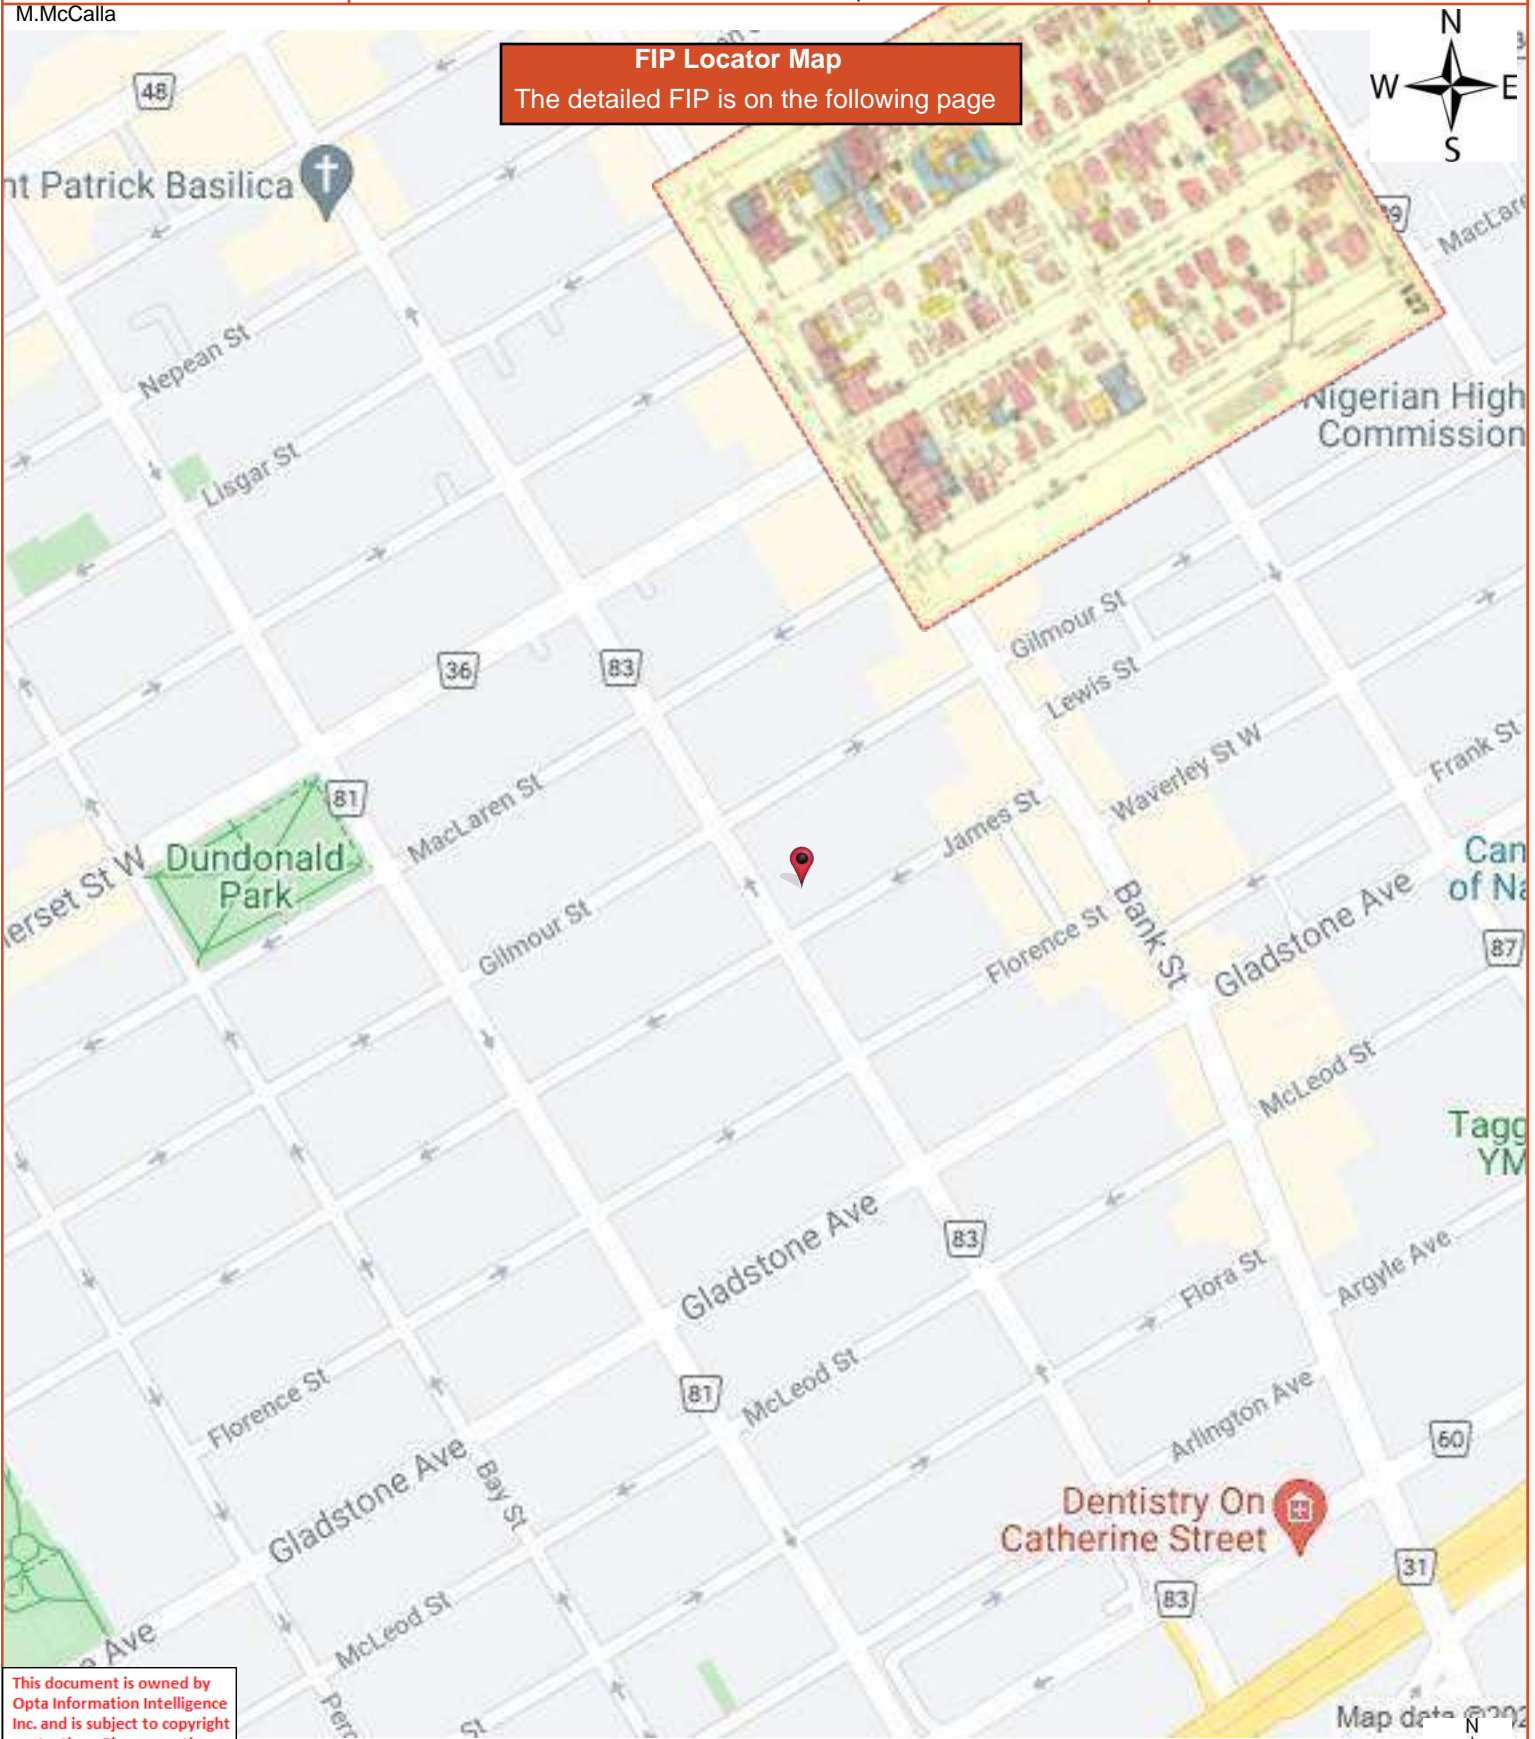 M.McCalla
FIP Locator Map
The detailed FIP is on the following page
N
W
E
S
48
nt Patrick Basilica
MacLare
Nepean St
127
Nigerian High
Commission
Lisgar St
Gilmour St
36
83
Lewis St
Waverley St W
Frank St
81
MacLaren St
James St
Dundonald
Park
erset St W
Can
of Na
Gilmour St
Florence St
Bank St
Gladstone Ave
87
McLeod St
Tagg
YM
Gladstone Ave
83
Flora St
Argyle Ave
Florence St
81
McLeod St
Arlington Ave
60
Gladstone Ave
Bay St
Dentistry On
Catherine Street
31
83
McLeod St
e Ave
This document is owned by
Opta Information Intelligence
Inc. and is subject to copyright
Perc
St
Map data ©202
N